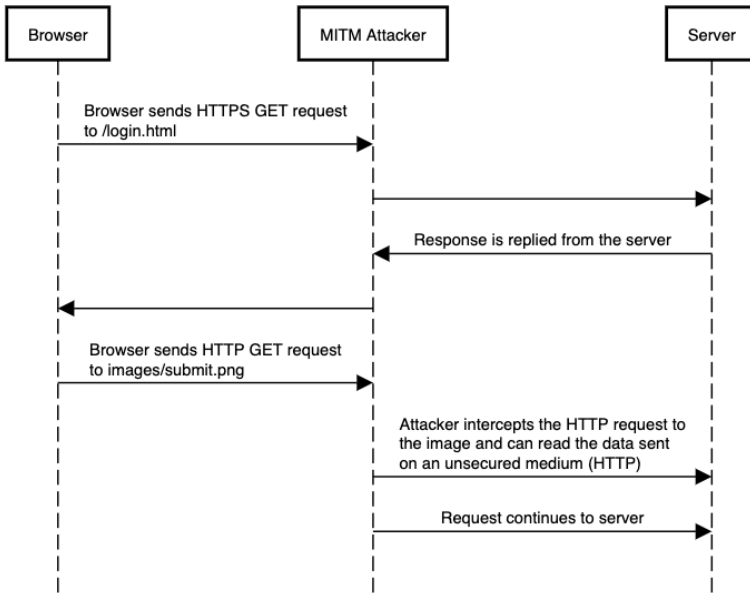 Browser
MITM Attacker
Server
Browser sends HTTPS GET request
to /login.html
Response is replied from the server
Browser sends HTTP GET request
to images/submit.png
Attacker intercepts the HTTP request to
the image and can read the data sent
on an unsecured medium (HTTP)
Request continues to server